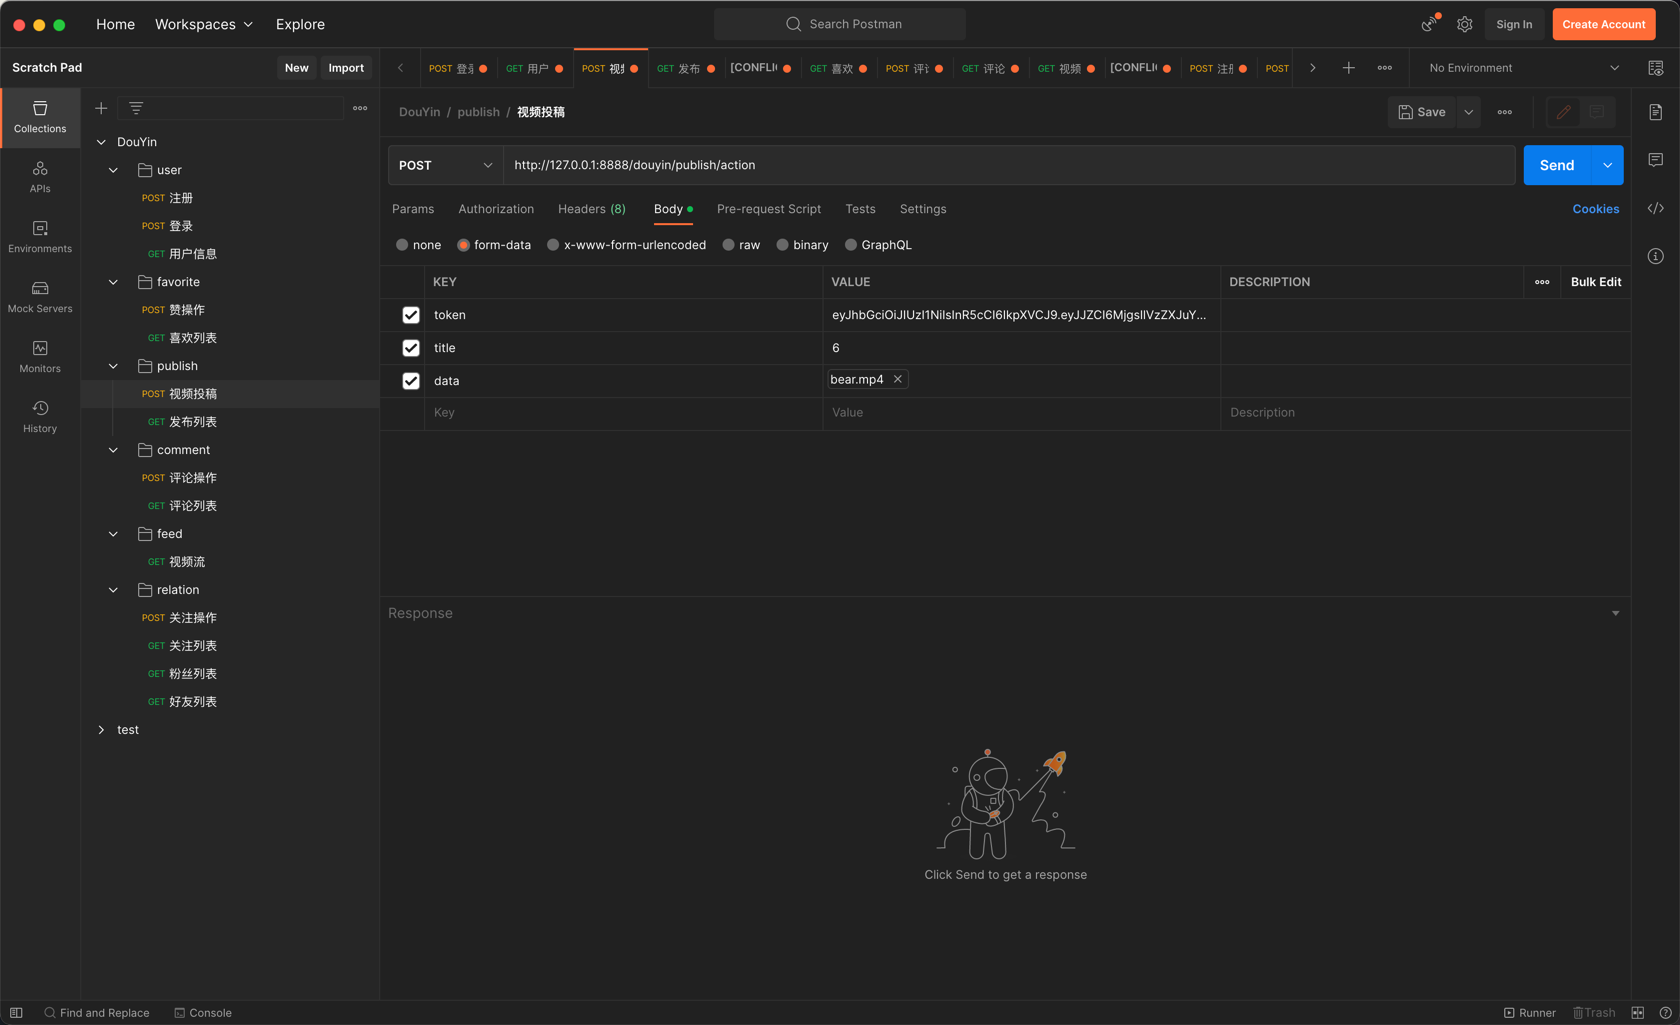 Home Workspaces Explore
Search Postman
Sign In Create Account
Scratch Pad New Import
POST 登 GET 用户 POST 视 GET 发布 [CONFLI GET 喜欢 POST 评 GET 评论 GET 视频 [CONFLI POST 注 POST
No Environment
Collections
APIs
Environments
Mock Servers
Monitors
History
DouYin
user
POST 注册
POST 登录
GET 用户信息
favorite
POST 赞操作
GET 喜欢列表
publish
POST 视频投稿
GET 发布列表
comment
POST 评论操作
GET 评论列表
feed
GET 视频流
relation
POST 关注操作
GET 关注列表
GET 粉丝列表
GET 好友列表
test
DouYin / publish / 视频投稿
Save
POST http://127.0.0.1:8888/douyin/publish/action
Send
Params Authorization Headers (8) Body Pre-request Script Tests Settings
Cookies
none form-data x-www-form-urlencoded raw binary GraphQL
KEY VALUE DESCRIPTION Bulk Edit
token eyJhbGciOiJIUzI1NiIsInR5cCI6IkpXVCJ9.eyJJZCI6MjgsIlVzZXJuY...
title 6
data bear.mp4
Key Value Description
Response
Click Send to get a response
Find and Replace Console
Runner Trash